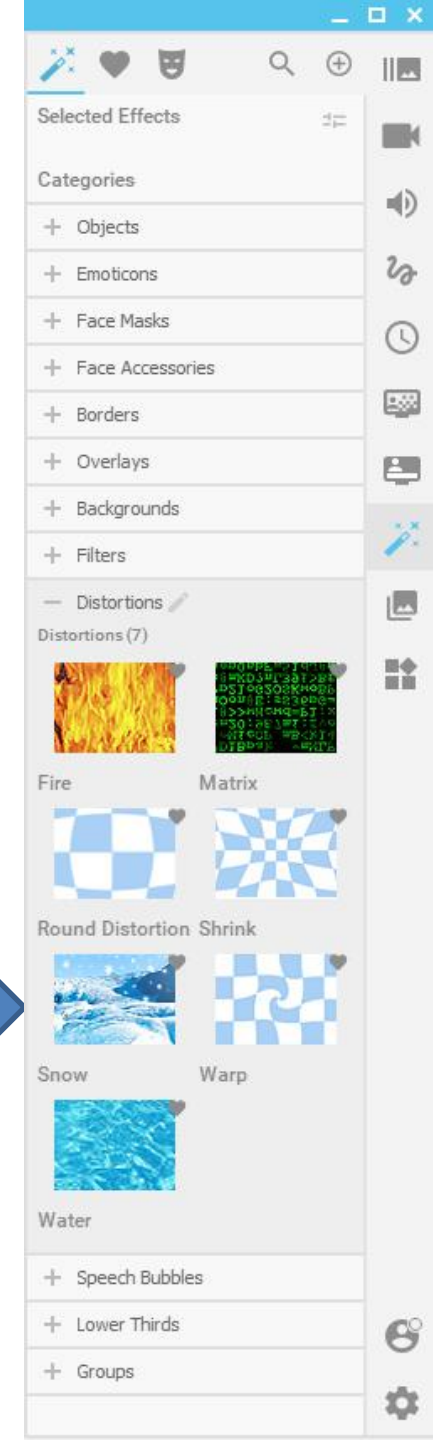 Selected Effects
Categories
Objects
Emoticons
Face Masks
Face Accessories
Borders
Overlays
Backgrounds
Filters
Distortions
Distortions (7)
Fire Matrix
Round Distortion Shrink
Snow Warp
Water
Speech Bubbles
Lower Thirds
Groups